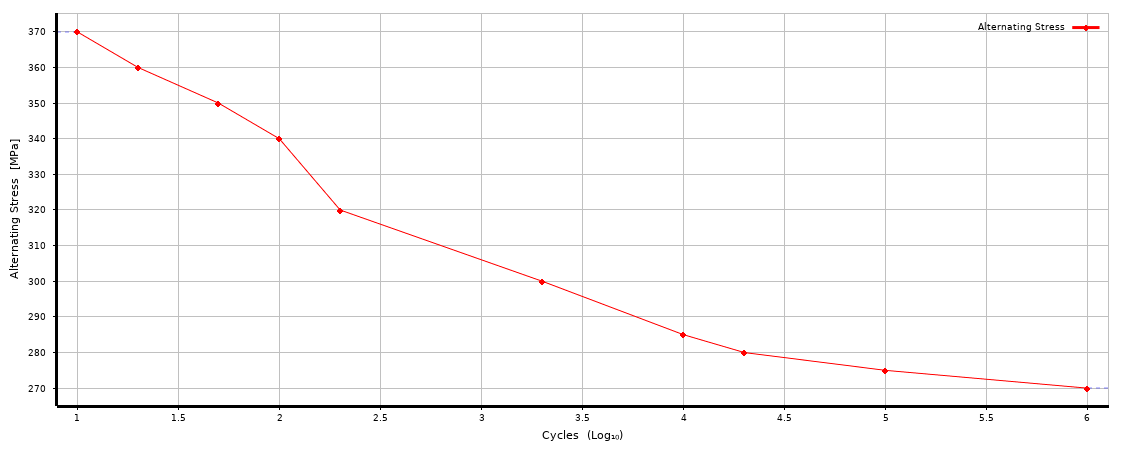 Alternating Stress
370
360
350
340
330
320
310
300
290
280
270
Alternating Stress [MPa]
1 1.5 2 2.5 3 3.5 4 4.5 5 5.5 6
Cycles (Log₁₀)